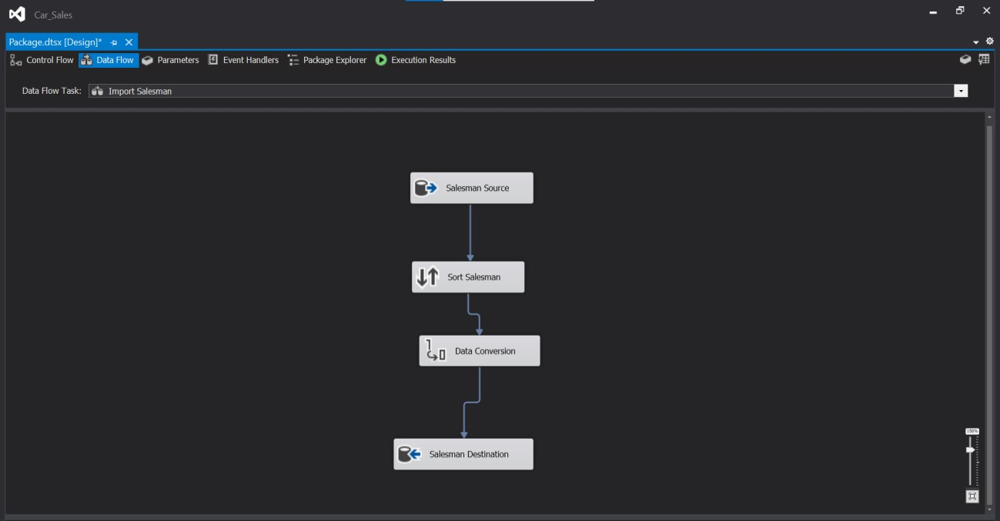 Car_Sales
Package.dtsx [Design]*
Control Flow Data Flow Parameters Event Handlers Package Explorer Execution Results
Data Flow Task: Import Salesman
Salesman Source
Sort Salesman
Data Conversion
Salesman Destination
150%